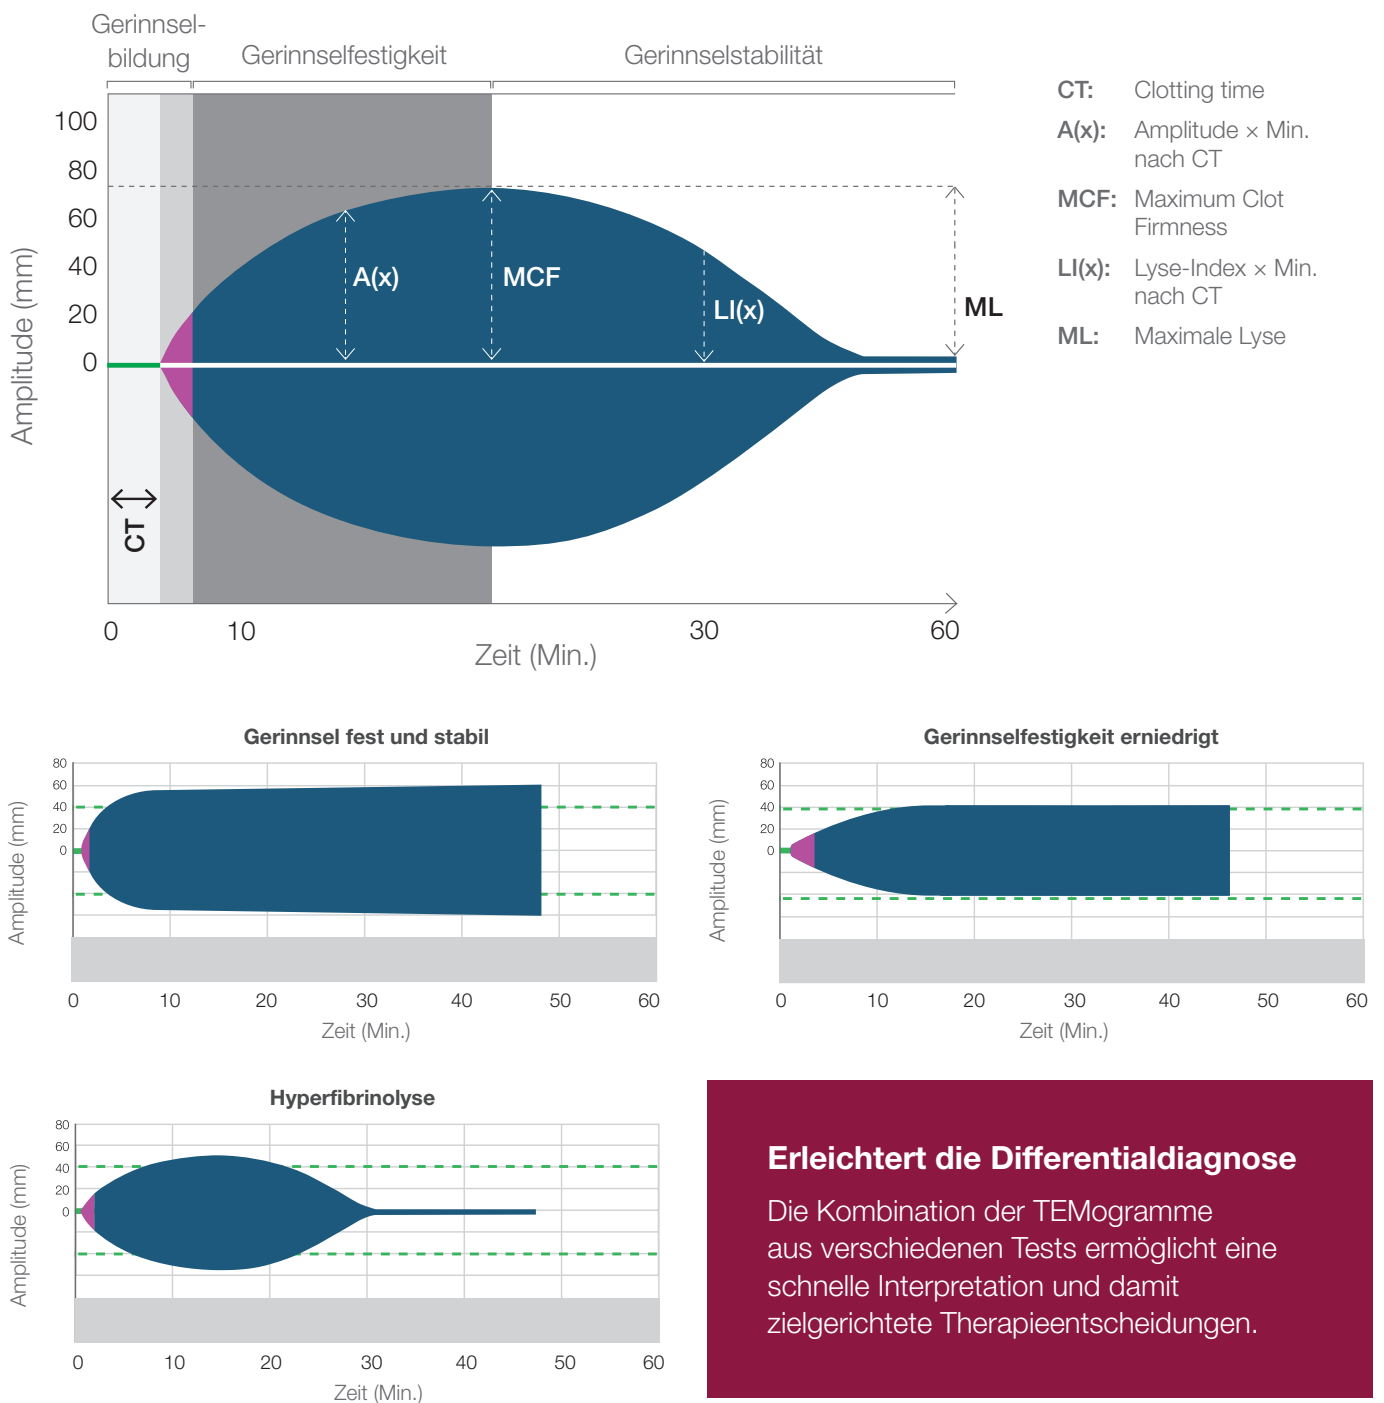 Gerinnsel-
bildung
Gerinnselfestigkeit
Gerinnselstabilität
Amplitude (mm)
100
80
60
40
20
0
A(x)
MCF
LI(x)
ML
CT
0 10 30 60
Zeit (Min.)
CT: Clotting time
A(x): Amplitude × Min.
nach CT
MCF: Maximum Clot
Firmness
LI(x): Lyse-Index × Min.
nach CT
ML: Maximale Lyse
Gerinnsel fest und stabil
Amplitude (mm)
80
60
40
20
0
0 10 20 30 40 50 60
Zeit (Min.)
Gerinnselfestigkeit erniedrigt
Amplitude (mm)
80
60
40
20
0
0 10 20 30 40 50 60
Zeit (Min.)
Hyperfibrinolyse
Amplitude (mm)
80
60
40
20
0
0 10 20 30 40 50 60
Zeit (Min.)
Erleichtert die Differentialdiagnose
Die Kombination der TEMogramme
aus verschiedenen Tests ermöglicht eine
schnelle Interpretation und damit
zielgerichtete Therapieentscheidungen.